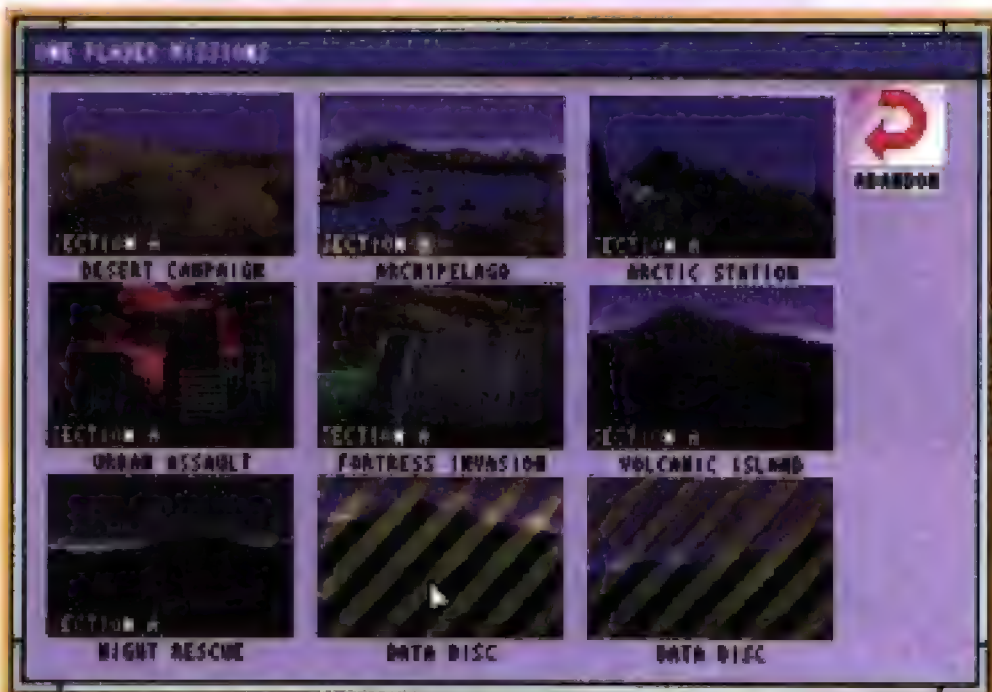 ONE PLAYER MISSIONS
ABANDON
SECTION A
SECTION
SECTION A
DESERT CAMPAIGN
ARCHIPELAGO
ARCTIC STATION
SECTION A
SECTION A
SECTION A
URBAN ASSAULT
FORTRESS INVASION
VOLCANIC ISLAND
SECTION A
NIGHT RESCUE
DATA DISC
DATA DISC